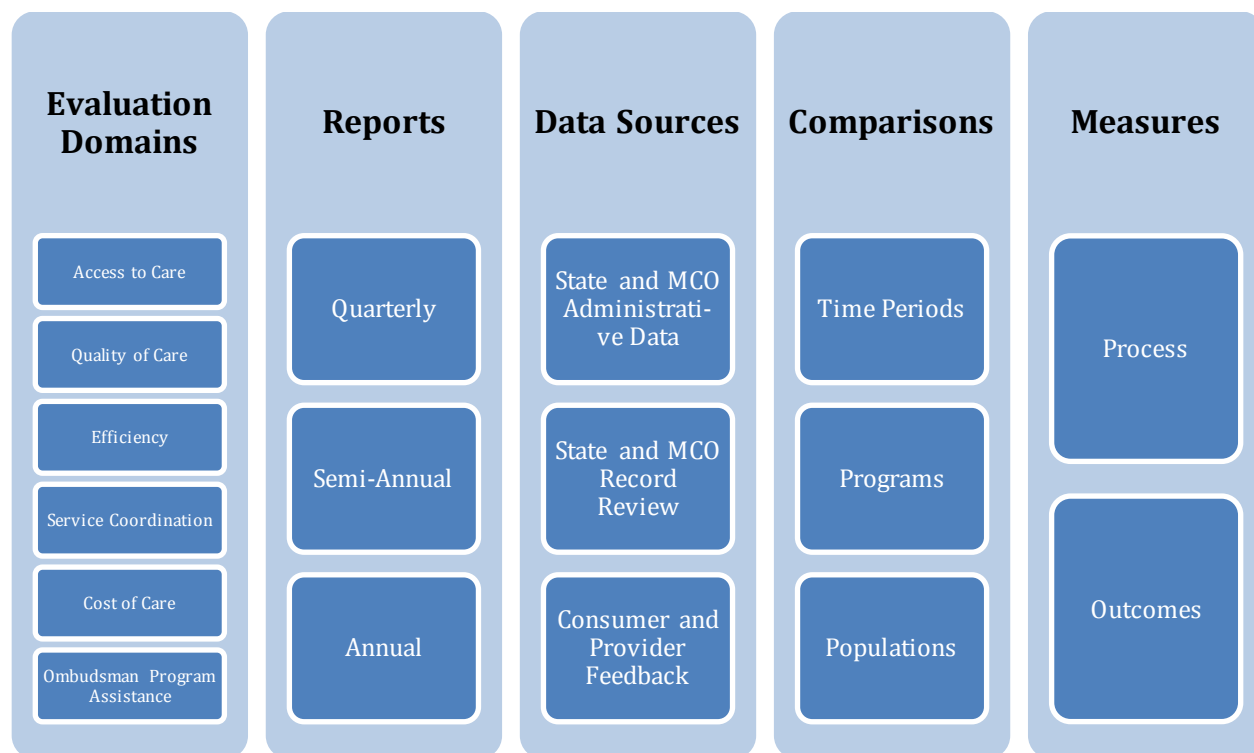 Evaluation
Domains
Access to Care
Quality of Care
Efficiency
Service Coordination
Cost of Care
Ombudsman Program
Assistance
Reports
Quarterly
Semi-Annual
Annual
Data Sources
State and MCO
Administrati-
ve Data
State and MCO
Record
Review
Consumer and
Provider
Feedback
Comparisons
Time Periods
Programs
Populations
Measures
Process
Outcomes